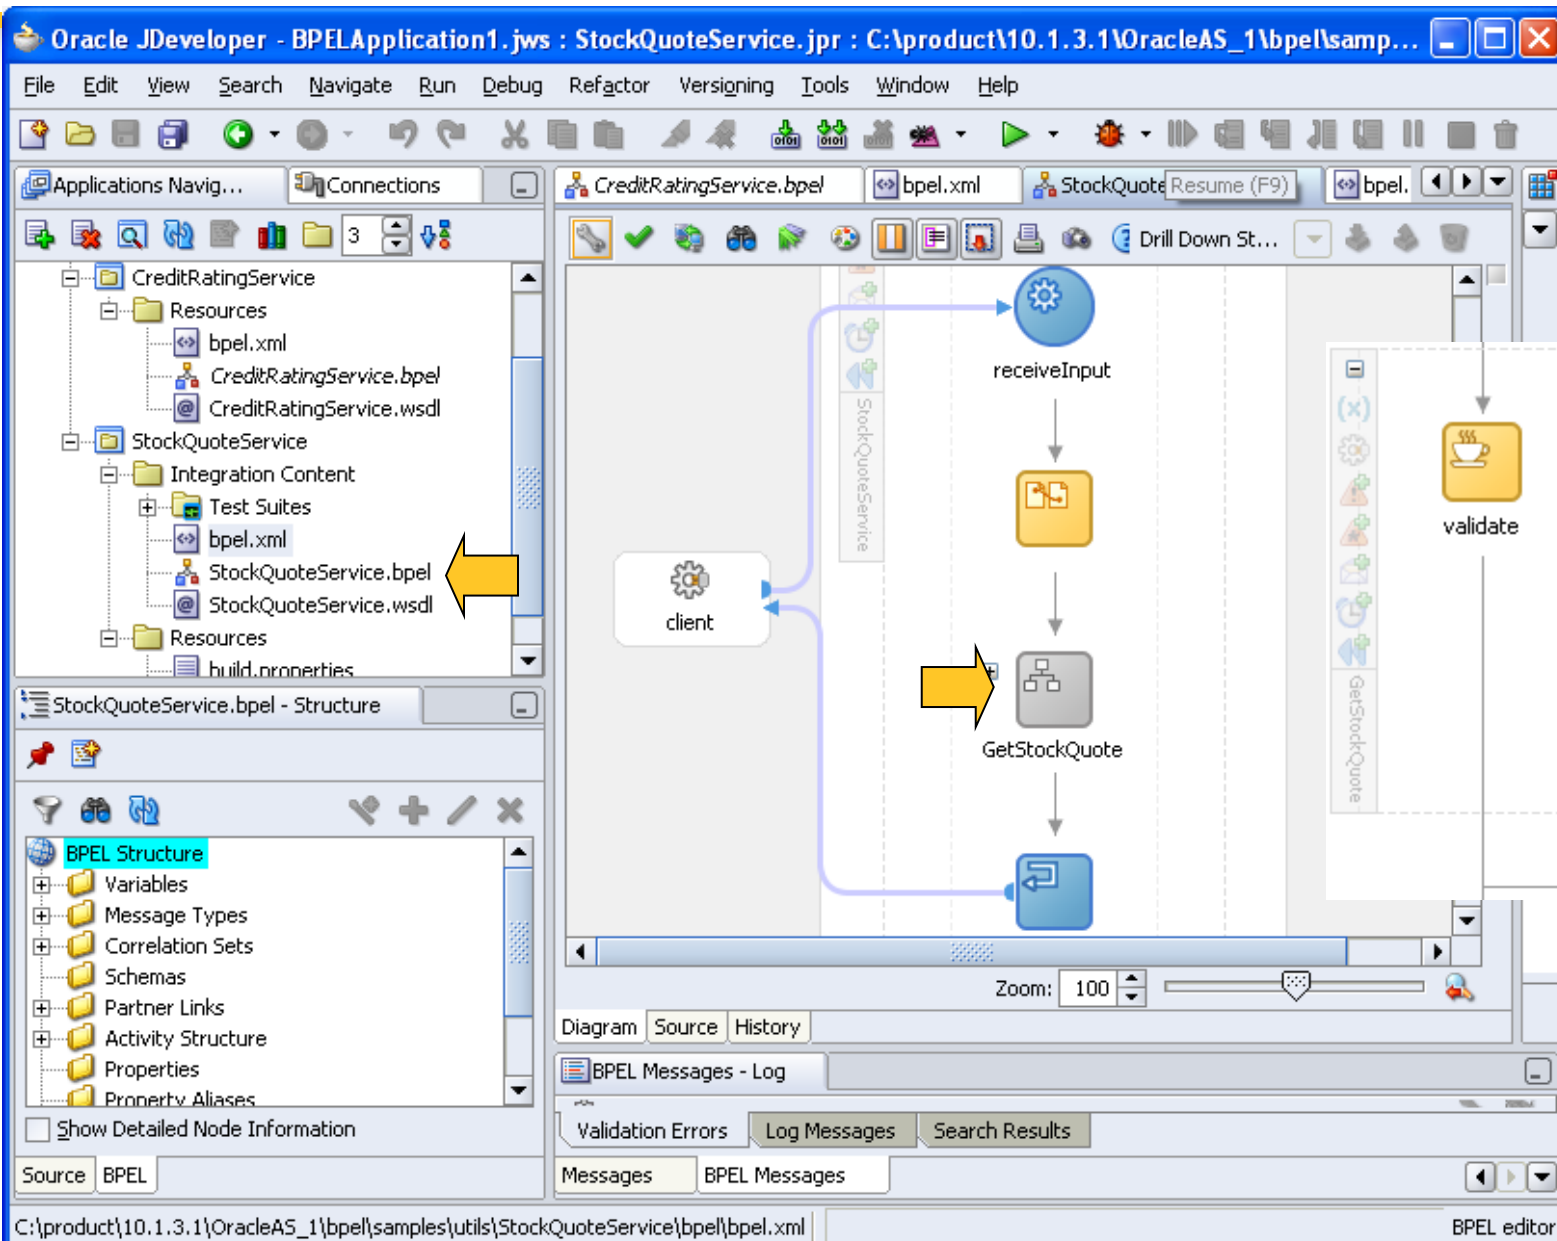 Oracle JDeveloper - BPELApplication1.jws : StockQuoteService.jpr : C:\product\10.1.3.1\OracleAS_1\bpel\samp...
File Edit View Search Navigate Run Debug Refactor Versioning Tools Window Help
Applications Navig... Connections
3
CreditRatingService
Resources
bpel.xml
CreditRatingService.bpel
CreditRatingService.wsdl
StockQuoteService
Integration Content
Test Suites
bpel.xml
StockQuoteService.bpel
StockQuoteService.wsdl
Resources
build.properties
StockQuoteService.bpel - Structure
BPEL Structure
Variables
Message Types
Correlation Sets
Schemas
Partner Links
Activity Structure
Properties
Property Aliases
Show Detailed Node Information
Source BPEL
CreditRatingService.bpel bpel.xml StockQuote Resume (F9) bpel.
Drill Down St...
StockQuoteService
receiveInput
client
GetStockQuote
validate
GetStockQuote
Zoom: 100
Diagram Source History
BPEL Messages - Log
Validation Errors Log Messages Search Results
Messages BPEL Messages
C:\product\10.1.3.1\OracleAS_1\bpel\samples\utils\StockQuoteService\bpel\bpel.xml BPEL editor